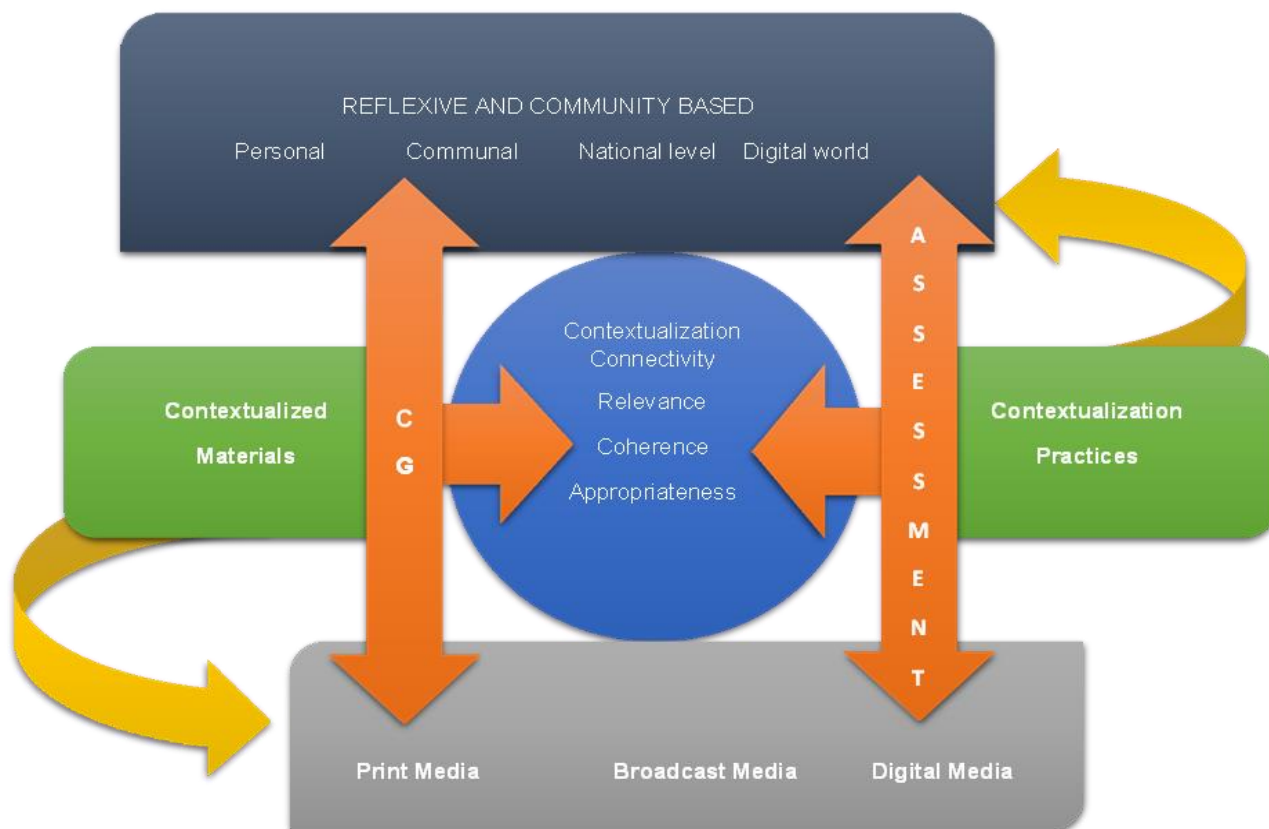 REFLEXIVE AND COMMUNITY BASED
Personal Communal National level Digital world
Contextualized
Materials
C
G
Contextualization
Connectivity
Relevance
Coherence
Appropriateness
A
S
S
E
S
S
M
E
N
T
Contextualization
Practices
Print Media Broadcast Media Digital Media